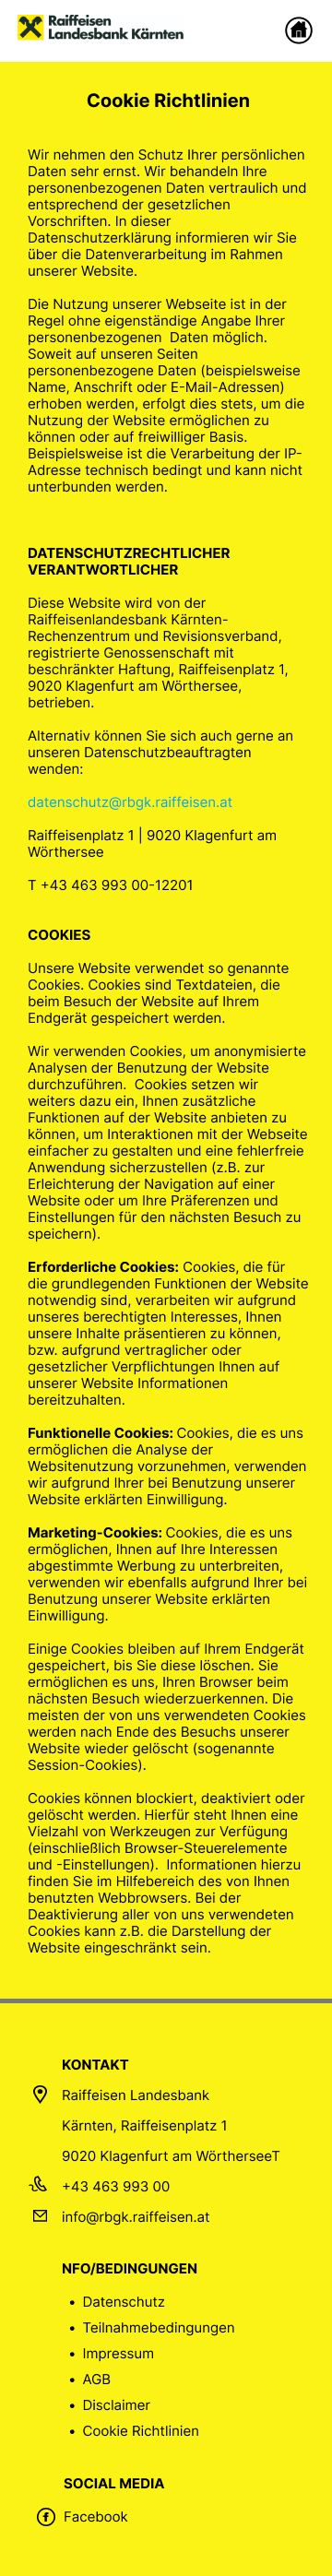 Raiffeisen
Landesbank Kärnten
Cookie Richtlinien
Wir nehmen den Schutz Ihrer persönlichen
Daten sehr ernst. Wir behandeln Ihre
personenbezogenen Daten vertraulich und
entsprechend der gesetzlichen
Vorschriften. In dieser
Datenschutzerklärung informieren wir Sie
über die Datenverarbeitung im Rahmen
unserer Website.
Die Nutzung unserer Webseite ist in der
Regel ohne eigenständige Angabe Ihrer
personenbezogenen  Daten möglich.
Soweit auf unseren Seiten
personenbezogene Daten (beispielsweise
Name, Anschrift oder E-Mail-Adressen)
erhoben werden, erfolgt dies stets, um die
Nutzung der Website ermöglichen zu
können oder auf freiwilliger Basis.
Beispielsweise ist die Verarbeitung der IP-
Adresse technisch bedingt und kann nicht
unterbunden werden.
DATENSCHUTZRECHTLICHER
VERANTWORTLICHER
Diese Website wird von der
Raiffeisenlandesbank Kärnten-
Rechenzentrum und Revisionsverband,
registrierte Genossenschaft mit
beschränkter Haftung, Raiffeisenplatz 1,
9020 Klagenfurt am Wörthersee,
betrieben.
Alternativ können Sie sich auch gerne an
unseren Datenschutzbeauftragten
wenden:
datenschutz@rbgk.raiffeisen.at
Raiffeisenplatz 1 | 9020 Klagenfurt am
Wörthersee
T +43 463 993 00-12201
COOKIES
Unsere Website verwendet so genannte
Cookies. Cookies sind Textdateien, die
beim Besuch der Website auf Ihrem
Endgerät gespeichert werden.
Wir verwenden Cookies, um anonymisierte
Analysen der Benutzung der Website
durchzuführen.  Cookies setzen wir
weiters dazu ein, Ihnen zusätzliche
Funktionen auf der Website anbieten zu
können, um Interaktionen mit der Webseite
einfacher zu gestalten und eine fehlerfreie
Anwendung sicherzustellen (z.B. zur
Erleichterung der Navigation auf einer
Website oder um Ihre Präferenzen und
Einstellungen für den nächsten Besuch zu
speichern).
Erforderliche Cookies: Cookies, die für
die grundlegenden Funktionen der Website
notwendig sind, verarbeiten wir aufgrund
unseres berechtigten Interesses, Ihnen
unsere Inhalte präsentieren zu können,
bzw. aufgrund vertraglicher oder
gesetzlicher Verpflichtungen Ihnen auf
unserer Website Informationen
bereitzuhalten.
Funktionelle Cookies: Cookies, die es uns
ermöglichen die Analyse der
Websitenutzung vorzunehmen, verwenden
wir aufgrund Ihrer bei Benutzung unserer
Website erklärten Einwilligung.
Marketing-Cookies: Cookies, die es uns
ermöglichen, Ihnen auf Ihre Interessen
abgestimmte Werbung zu unterbreiten,
verwenden wir ebenfalls aufgrund Ihrer bei
Benutzung unserer Website erklärten
Einwilligung.
Einige Cookies bleiben auf Ihrem Endgerät
gespeichert, bis Sie diese löschen. Sie
ermöglichen es uns, Ihren Browser beim
nächsten Besuch wiederzuerkennen. Die
meisten der von uns verwendeten Cookies
werden nach Ende des Besuchs unserer
Website wieder gelöscht (sogenannte
Session-Cookies).
Cookies können blockiert, deaktiviert oder
gelöscht werden. Hierfür steht Ihnen eine
Vielzahl von Werkzeugen zur Verfügung
(einschließlich Browser-Steuerelemente
und -Einstellungen).  Informationen hierzu
finden Sie im Hilfebereich des von Ihnen
benutzten Webbrowsers. Bei der
Deaktivierung aller von uns verwendeten
Cookies kann z.B. die Darstellung der
Website eingeschränkt sein.
KONTAKT
Raiffeisen Landesbank
Kärnten, Raiffeisenplatz 1
9020 Klagenfurt am WörtherseeT
+43 463 993 00
info@rbgk.raiffeisen.at
NFO/BEDINGUNGEN
• Datenschutz
• Teilnahmebedingungen
• Impressum
• AGB
• Disclaimer
• Cookie Richtlinien
SOCIAL MEDIA
Facebook